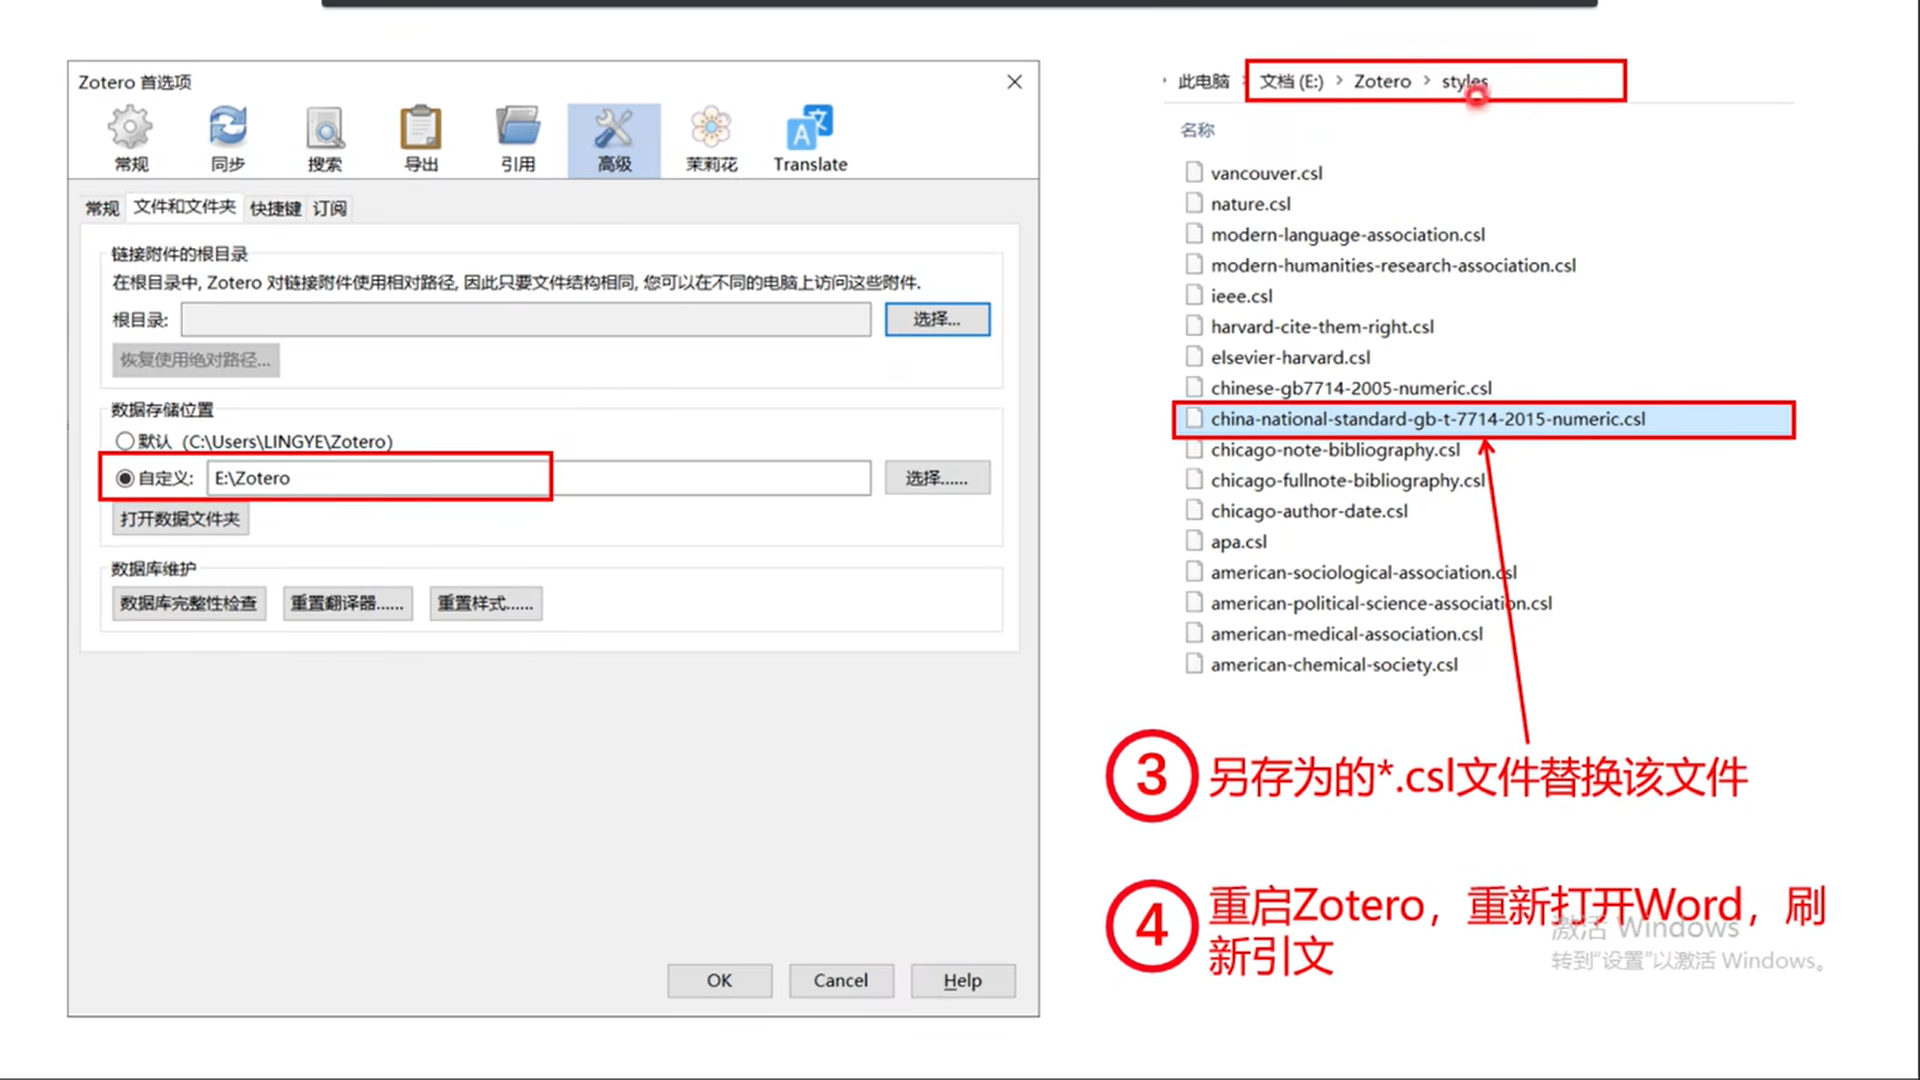 Zotero 首选项
常规 同步 搜索 导出 引用 高级 茉莉花 Translate
常规 文件和文件夹 快捷键 订阅
链接附件的根目录
在根目录中, Zotero 对链接附件使用相对路径, 因此只要文件结构相同, 您可以在不同的电脑上访问这些附件.
根目录: 选择...
恢复使用绝对路径...
数据存储位置
默认 (C:\Users\LINGYE\Zotero)
自定义: E:\Zotero 选择......
打开数据文件夹
数据库维护
数据库完整性检查 重置翻译器...... 重置样式......
OK Cancel Help
此电脑 › 文档 (E:) › Zotero › styles
名称
vancouver.csl
nature.csl
modern-language-association.csl
modern-humanities-research-association.csl
ieee.csl
harvard-cite-them-right.csl
elsevier-harvard.csl
chinese-gb7714-2005-numeric.csl
china-national-standard-gb-t-7714-2015-numeric.csl
chicago-note-bibliography.csl
chicago-fullnote-bibliography.csl
chicago-author-date.csl
apa.csl
american-sociological-association.csl
american-political-science-association.csl
american-medical-association.csl
american-chemical-society.csl
3 另存为的*.csl文件替换该文件
4 重启Zotero，重新打开Word，刷
新引文
激活 Windows
转到"设置"以激活 Windows。